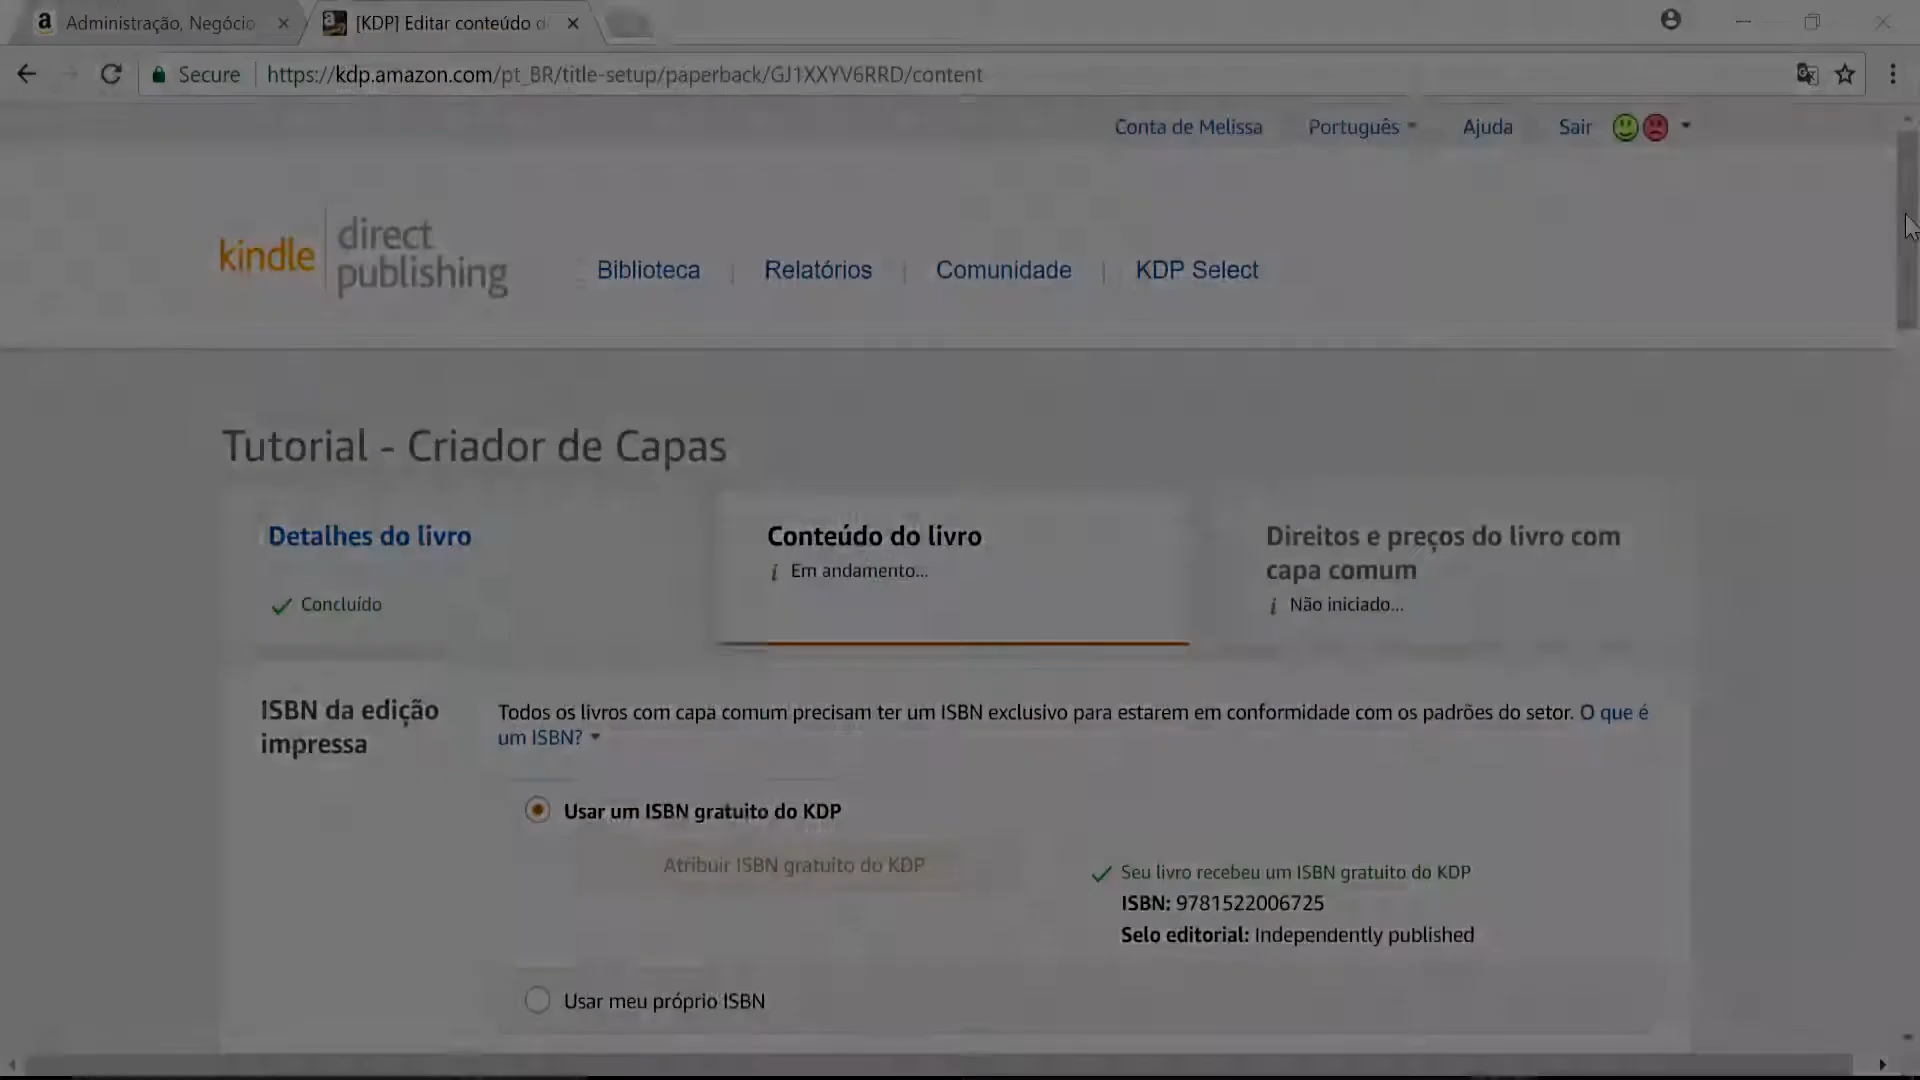 Administração, Negócio
[KDP] Editar conteúdo d
Secure
https://kdp.amazon.com/pt_BR/title-setup/paperback/GJ1XXYV6RRD/content
Conta de Melissa
Português
Ajuda
Sair
kindle direct publishing
Biblioteca
Relatórios
Comunidade
KDP Select
Tutorial - Criador de Capas
Detalhes do livro
Concluído
Conteúdo do livro
Em andamento...
Direitos e preços do livro com
capa comum
Não iniciado...
ISBN da edição
impressa
Todos os livros com capa comum precisam ter um ISBN exclusivo para estarem em conformidade com os padrões do setor. O que é
um ISBN?
Usar um ISBN gratuito do KDP
Atribuir ISBN gratuito do KDP
Seu livro recebeu um ISBN gratuito do KDP
ISBN: 9781522006725
Selo editorial: Independently published
Usar meu próprio ISBN